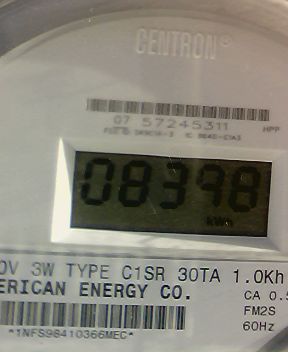 CENTRON®
07 57245311 HPP
08398
kWh
0V 3W TYPE C1SR 30TA 1.0Kh
ERICAN ENERGY CO. CA 0.5
FM2S
*1NFS98410366MEC* 60Hz